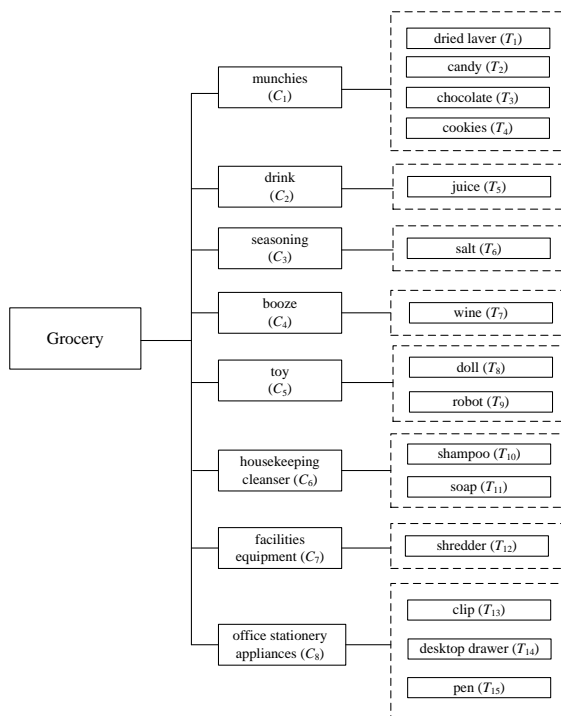 dried laver (T1)
candy (T2)
munchies
(C1)
chocolate (T3)
cookies (T4)
drink
(C2)
juice (T5)
seasoning
(C3)
salt (T6)
booze
(C4)
wine (T7)
Grocery
toy
(C5)
doll (T8)
robot (T9)
housekeeping
cleanser (C6)
shampoo (T10)
soap (T11)
facilities
equipment (C7)
shredder (T12)
office stationery
appliances (C8)
clip (T13)
desktop drawer (T14)
pen (T15)